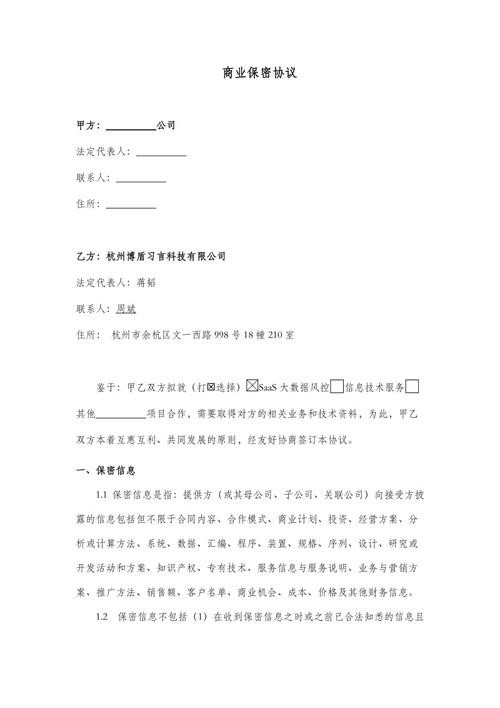 商业保密协议
甲方：__________公司
法定代表人：__________
联系人：__________
住所：__________
乙方：杭州博盾习言科技有限公司
法定代表人：蒋韬
联系人：周斌
住所： 杭州市余杭区文一西路 998 号 18 幢 210 室
鉴于：甲乙双方拟就（打☒选择）☒SaaS 大数据风控☐信息技术服务☐
其他__________项目合作，需要取得对方的相关业务和技术资料，为此，甲乙
双方本着互惠互利、共同发展的原则，经友好协商签订本协议。
一、保密信息
1.1 保密信息是指：提供方（或其母公司、子公司、关联公司）向接受方披
露的信息包括但不限于合同内容、合作模式、商业计划、投资、经营方案、分
析或计算方法、系统、数据、汇编、程序、装置、规格、序列、设计、研究或
开发活动和方案、知识产权、专有技术、服务信息与服务说明、业务与营销方
案、推广方法、销售额、客户名单、商业机会、成本、价格及其他财务信息。
1.2 保密信息不包括（1）在收到保密信息之时或之前已合法知悉的信息且